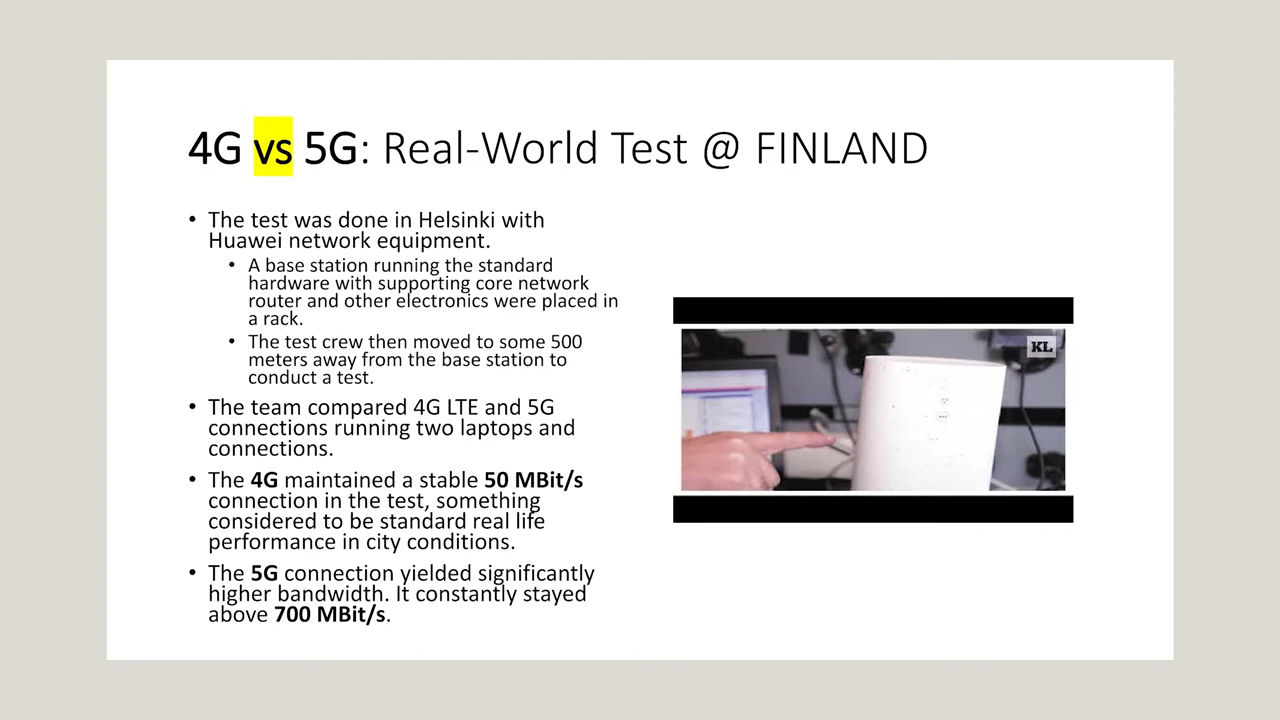 4G vs 5G: Real-World Test @ FINLAND
• The test was done in Helsinki with
Huawei network equipment.
• A base station running the standard
hardware with supporting core network
router and other electronics were placed in
a rack.
• The test crew then moved to some 500
meters away from the base station to
conduct a test.
• The team compared 4G LTE and 5G
connections running two laptops and
connections.
• The 4G maintained a stable 50 MBit/s
connection in the test, something
considered to be standard real life
performance in city conditions.
• The 5G connection yielded significantly
higher bandwidth. It constantly stayed
above 700 MBit/s.
KL